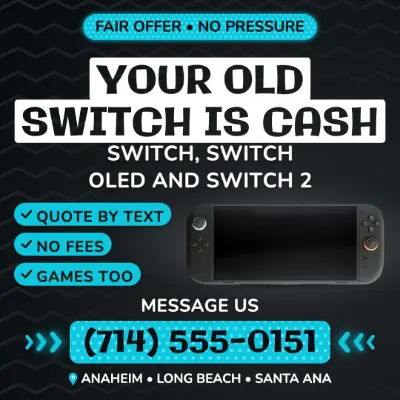 FAIR OFFER • NO PRESSURE
YOUR OLD
SWITCH IS CASH
SWITCH, SWITCH
OLED AND SWITCH 2
QUOTE BY TEXT
NO FEES
GAMES TOO
MESSAGE US
(714) 555-0151
ANAHEIM • LONG BEACH • SANTA ANA